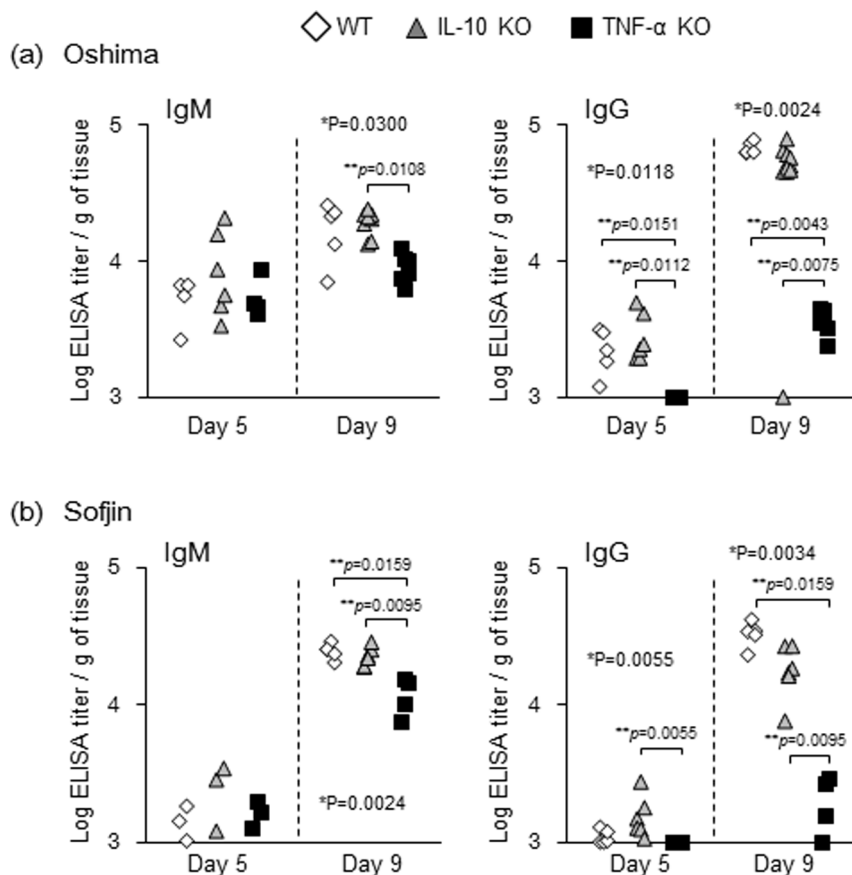 WT IL-10 KO TNF-α KO
(a) Oshima
IgM
*P=0.0300
**p=0.0108
Log ELISA titer / g of tissue
5
4
3
Day 5 Day 9
IgG
*P=0.0024
*P=0.0118
**p=0.0151
**p=0.0043
**p=0.0112
**p=0.0075
Log ELISA titer / g of tissue
5
4
3
Day 5 Day 9
(b) Sofjin
IgM
**p=0.0159
**p=0.0095
*P=0.0024
Log ELISA titer / g of tissue
5
4
3
Day 5 Day 9
IgG
*P=0.0034
**p=0.0159
*P=0.0055
**p=0.0055
**p=0.0095
Log ELISA titer / g of tissue
5
4
3
Day 5 Day 9